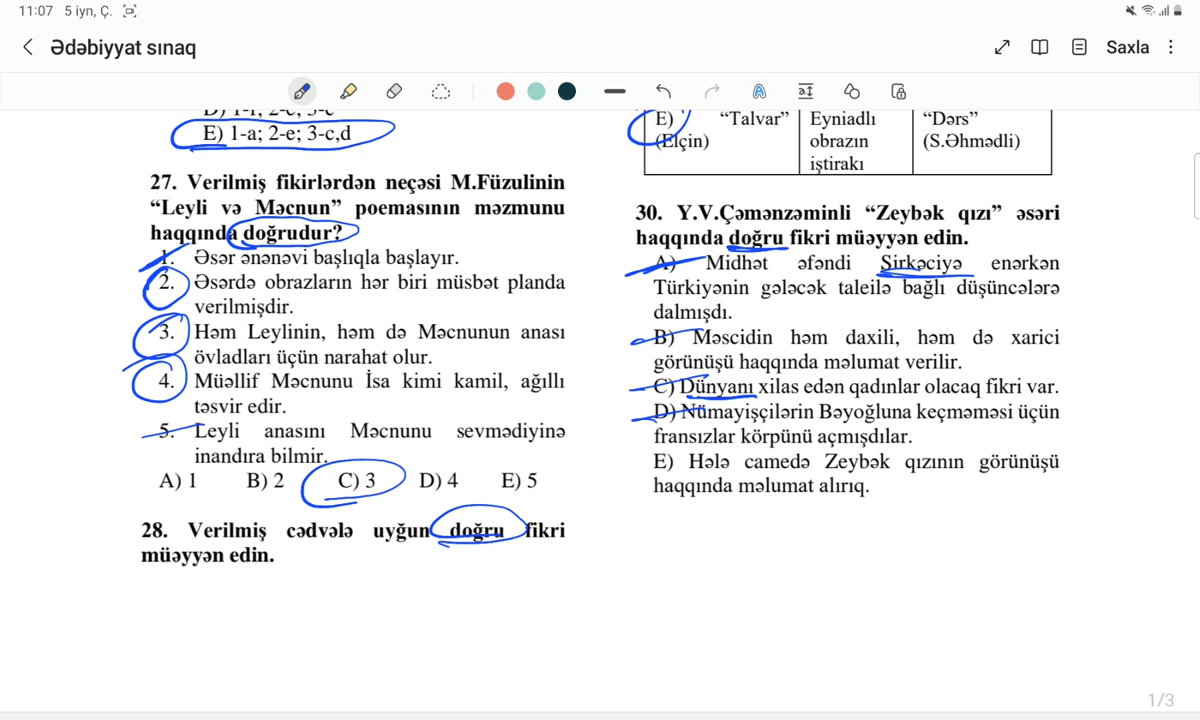 11:07 5 iyn, Ç.
Ədəbiyyat sınaq
Saxla
E) 1-a; 2-e; 3-c,d
27. Verilmiş fikirlərdən neçəsi M.Füzulinin
“Leyli və Məcnun” poemasının məzmunu
haqqında doğrudur?
1. Əsər ənənəvi başlıqla başlayır.
2. Əsərdə obrazların hər biri müsbət planda
verilmişdir.
3. Həm Leylinin, həm də Məcnunun anası
övladları üçün narahat olur.
4. Müəllif Məcnunu İsa kimi kamil, ağıllı
təsvir edir.
5. Leyli anasını Məcnunu sevmədiyinə
inandıra bilmir.
A) 1 B) 2 C) 3 D) 4 E) 5
28. Verilmiş cədvələ uyğun doğru fikri
müəyyən edin.
E) “Talvar” Eyniadlı “Dərs”
(Elçin) obrazın (S.Əhmədli)
iştirakı
30. Y.V.Çəmənzəminli “Zeybək qızı” əsəri
haqqında doğru fikri müəyyən edin.
A) Midhət əfəndi Sirkəciyə enərkən
Türkiyənin gələcək taleilə bağlı düşüncələrə
dalmışdı.
B) Məscidin həm daxili, həm də xarici
görünüşü haqqında məlumat verilir.
C) Dünyanı xilas edən qadınlar olacaq fikri var.
D) Nümayişçilərin Bəyoğluna keçməməsi üçün
fransızlar körpünü açmışdılar.
E) Hələ camedə Zeybək qızının görünüşü
haqqında məlumat alırıq.
1/3